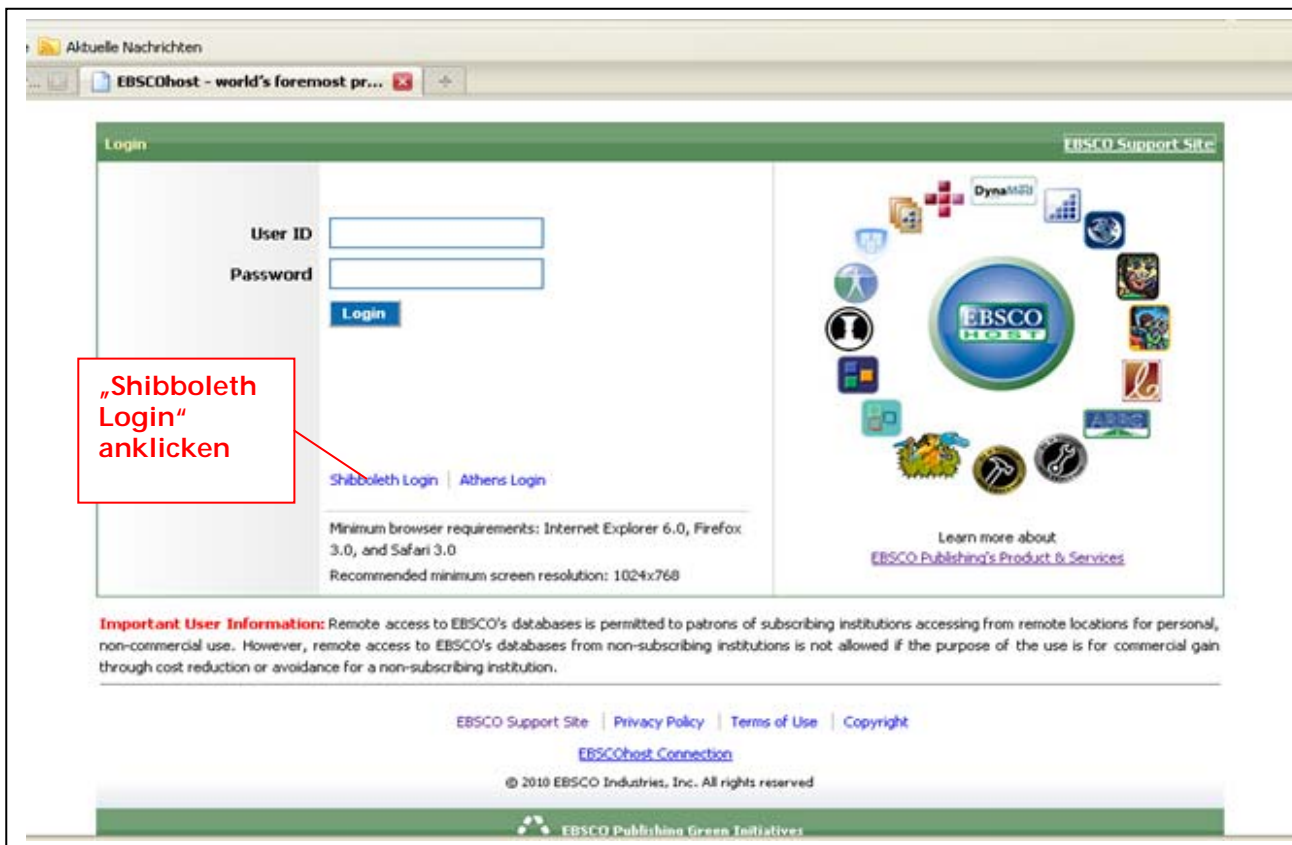 Aktuelle Nachrichten
EBSCOhost - world's foremost pr...
Login
EBSCO Support Site
User ID
Password
Login
„Shibboleth
Login“
anklicken
Shibboleth Login | Athens Login
Minimum browser requirements: Internet Explorer 6.0, Firefox
3.0, and Safari 3.0
Recommended minimum screen resolution: 1024x768
EBSCO
HOST
Learn more about
EBSCO Publishing's Product & Services
Important User Information: Remote access to EBSCO's databases is permitted to patrons of subscribing institutions accessing from remote locations for personal,
non-commercial use. However, remote access to EBSCO's databases from non-subscribing institutions is not allowed if the purpose of the use is for commercial gain
through cost reduction or avoidance for a non-subscribing institution.
EBSCO Support Site | Privacy Policy | Terms of Use | Copyright
EBSCOhost Connection
© 2010 EBSCO Industries, Inc. All rights reserved
EBSCO Publishing Green Initiatives